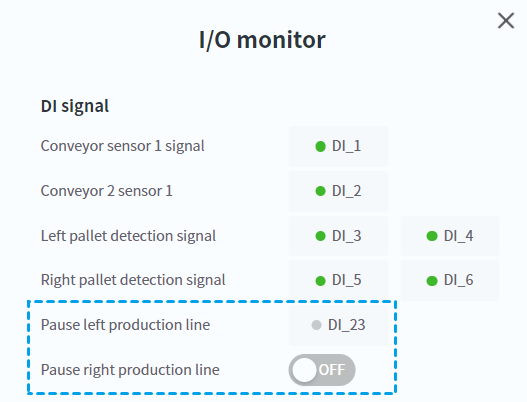 I/O monitor
DI signal
Conveyor sensor 1 signal DI_1
Conveyor 2 sensor 1 DI_2
Left pallet detection signal DI_3 DI_4
Right pallet detection signal DI_5 DI_6
Pause left production line DI_23
Pause right production line OFF